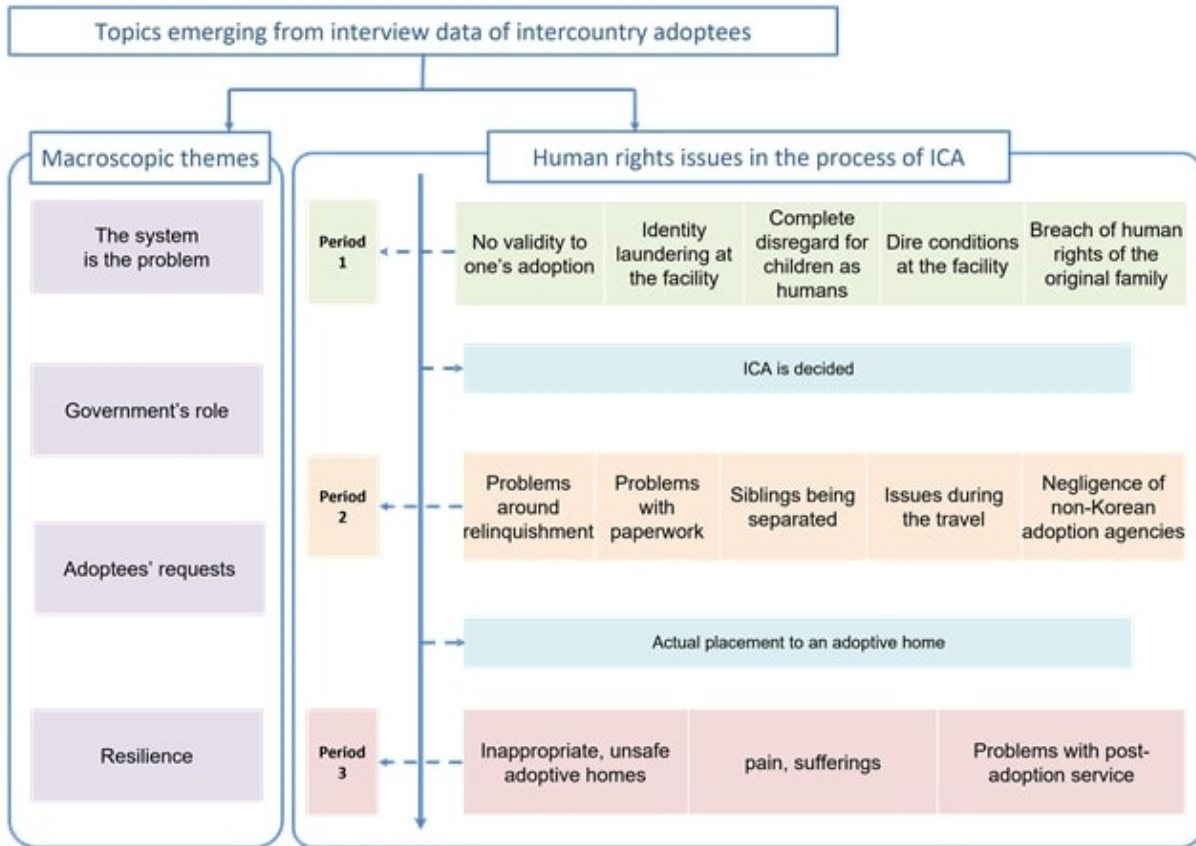 Topics emerging from interview data of intercountry adoptees
Macroscopic themes
The system
is the problem
Government's role
Adoptees' requests
Resilience
Human rights issues in the process of ICA
Period
1
No validity to
one's adoption
Identity
laundering at
the facility
Complete
disregard for
children as
humans
Dire conditions
at the facility
Breach of human
rights of the
original family
ICA is decided
Period
2
Problems
around
relinquishment
Problems
with
paperwork
Siblings being
separated
Issues during
the travel
Negligence of
non-Korean
adoption agencies
Actual placement to an adoptive home
Period
3
Inappropriate, unsafe
adoptive homes
pain, sufferings
Problems with post-
adoption service